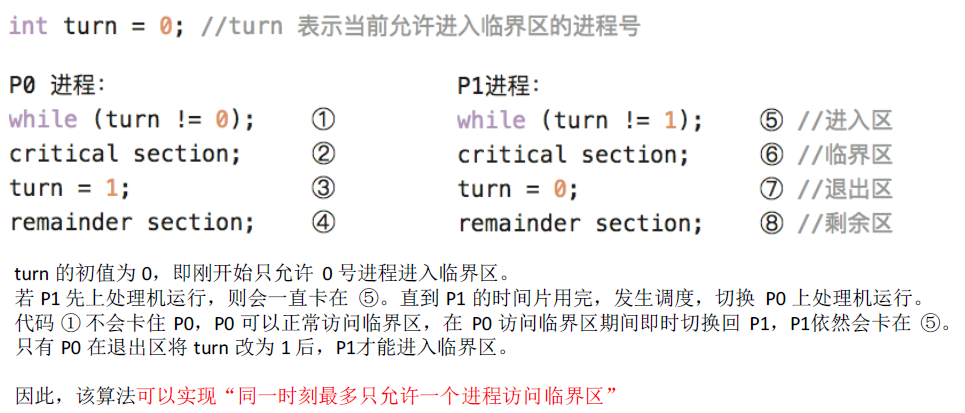 int turn = 0; //turn 表示当前允许进入临界区的进程号
P0 进程: P1进程:
while (turn != 0); ① while (turn != 1); ⑤ //进入区
critical section; ② critical section; ⑥ //临界区
turn = 1; ③ turn = 0; ⑦ //退出区
remainder section; ④ remainder section; ⑧ //剩余区
turn 的初值为 0，即刚开始只允许 0 号进程进入临界区。
若 P1 先上处理机运行，则会一直卡在 ⑤。直到 P1 的时间片用完，发生调度，切换 P0 上处理机运行。
代码 ① 不会卡住 P0，P0 可以正常访问临界区，在 P0 访问临界区期间即时切换回 P1，P1依然会卡在 ⑤。
只有 P0 在退出区将 turn 改为 1 后，P1才能进入临界区。
因此，该算法可以实现“同一时刻最多只允许一个进程访问临界区”